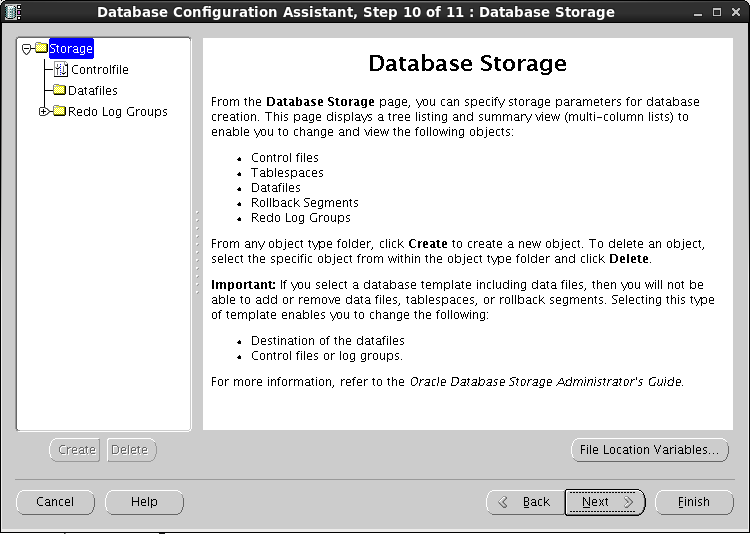 Database Configuration Assistant, Step 10 of 11 : Database Storage
Storage
Controlfile
Datafiles
Redo Log Groups
Database Storage
From the Database Storage page, you can specify storage parameters for database
creation. This page displays a tree listing and summary view (multi-column lists) to
enable you to change and view the following objects:
• Control files
• Tablespaces
• Datafiles
• Rollback Segments
• Redo Log Groups
From any object type folder, click Create to create a new object. To delete an object,
select the specific object from within the object type folder and click Delete.
Important: If you select a database template including data files, then you will not be
able to add or remove data files, tablespaces, or rollback segments. Selecting this type
of template enables you to change the following:
• Destination of the datafiles
• Control files or log groups.
For more information, refer to the Oracle Database Storage Administrator's Guide.
Create Delete File Location Variables...
Cancel Help Back Next Finish